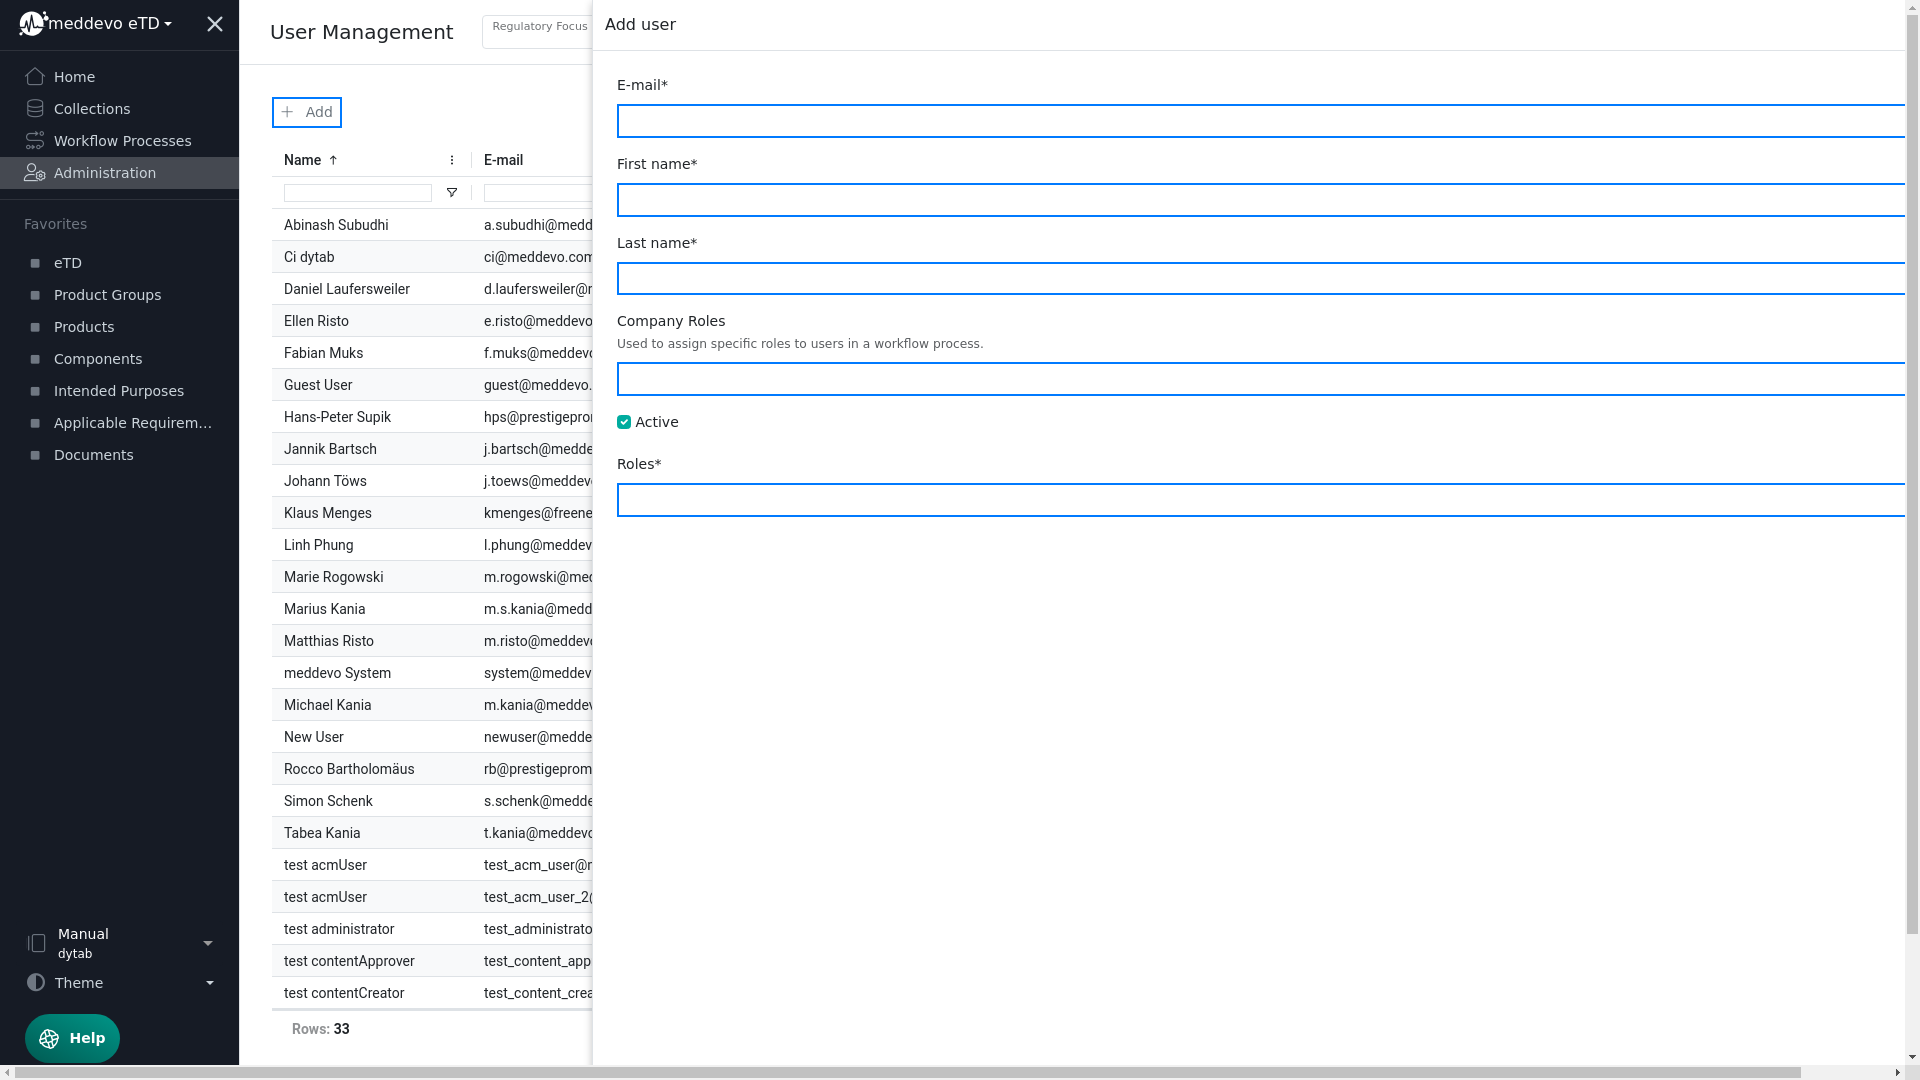 meddevo eTD
Home
Collections
Workflow Processes
Administration
Favorites
eTD
Product Groups
Products
Components
Intended Purposes
Applicable Requirem...
Documents
Manual
dytab
Theme
Help
User Management
Regulatory Focus
Add
Name
E-mail
Abinash Subudhi a.subudhi@medd
Ci dytab ci@meddevo.com
Daniel Laufersweiler d.laufersweiler@
Ellen Risto e.risto@meddevo
Fabian Muks f.muks@meddev
Guest User guest@meddevo.
Hans-Peter Supik hps@prestigepro
Jannik Bartsch j.bartsch@medde
Johann Töws j.toews@meddev
Klaus Menges kmenges@freene
Linh Phung l.phung@meddev
Marie Rogowski m.rogowski@med
Marius Kania m.s.kania@medd
Matthias Risto m.risto@meddev
meddevo System system@meddev
Michael Kania m.kania@meddev
New User newuser@medde
Rocco Bartholomäus rb@prestigeprom
Simon Schenk s.schenk@medde
Tabea Kania t.kania@meddevo
test acmUser test_acm_user@
test acmUser test_acm_user_2
test administrator test_administrato
test contentApprover test_content_app
test contentCreator test_content_crea
Rows: 33
Add user
E-mail*
First name*
Last name*
Company Roles
Used to assign specific roles to users in a workflow process.
Active
Roles*